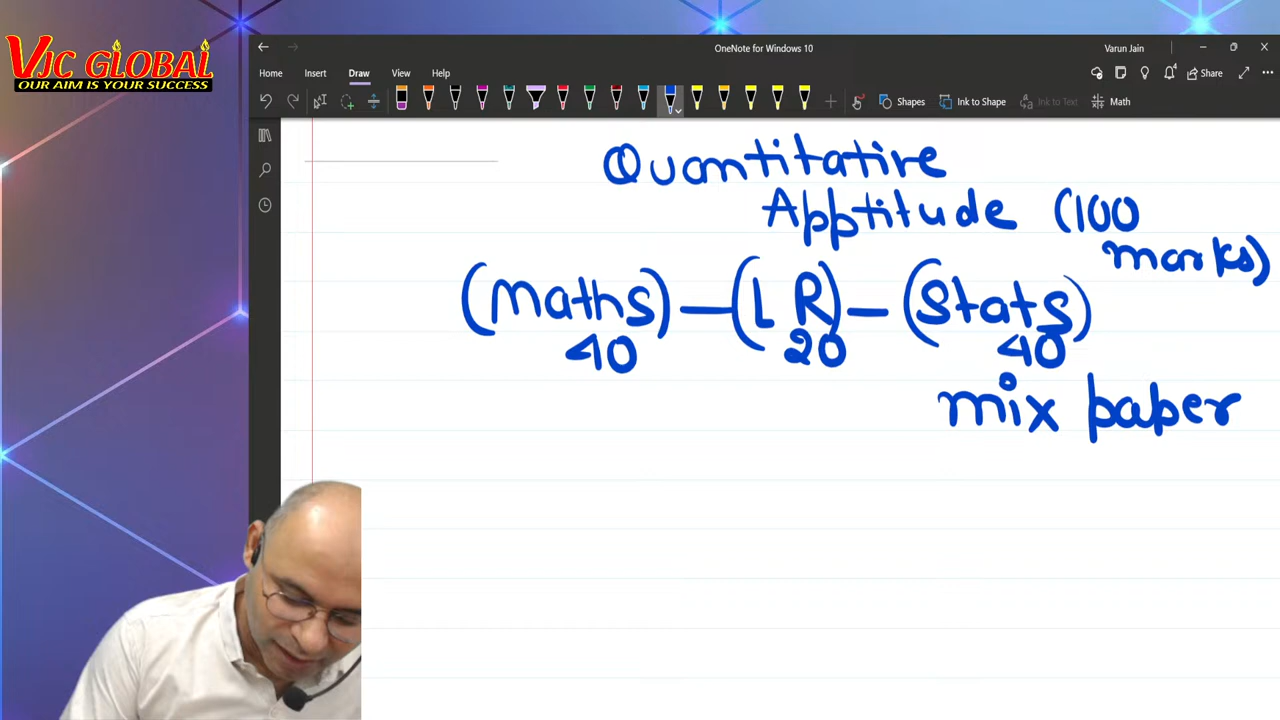 VJC GLOBAL
OUR AIM IS YOUR SUCCESS
OneNote for Windows 10
Varun Jain
Home Insert Draw View Help
4 Share
Shapes Ink to Shape Ink to Text Math
Quantitative
Apptitude (100
marks)
(Maths) — (LR) — (Stats)
40 20 40
mix paper